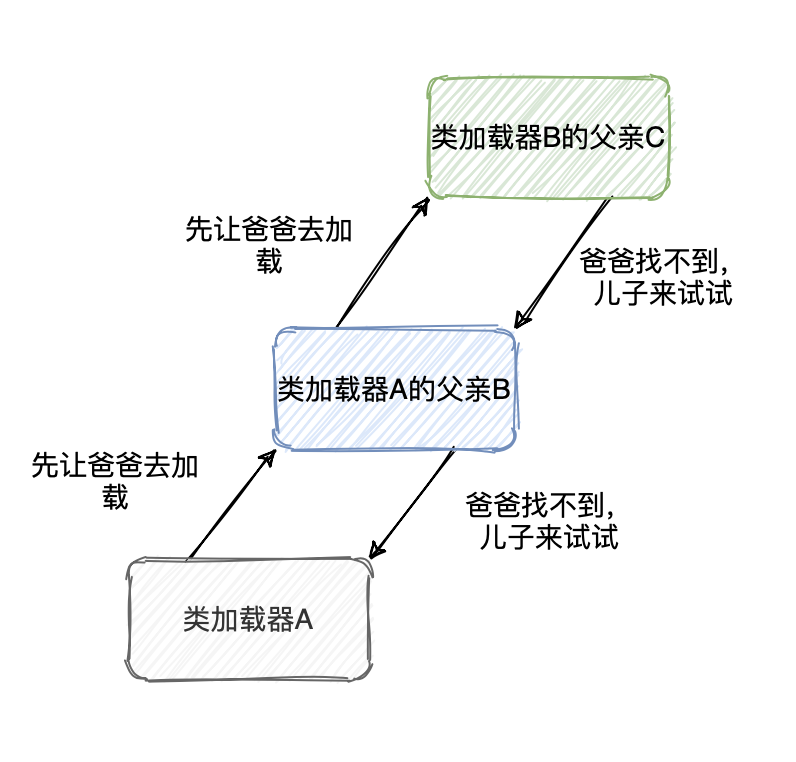 类加载器B的父亲C
先让爸爸去加
载
爸爸找不到，
儿子来试试
类加载器A的父亲B
先让爸爸去加
载
爸爸找不到，
儿子来试试
类加载器A